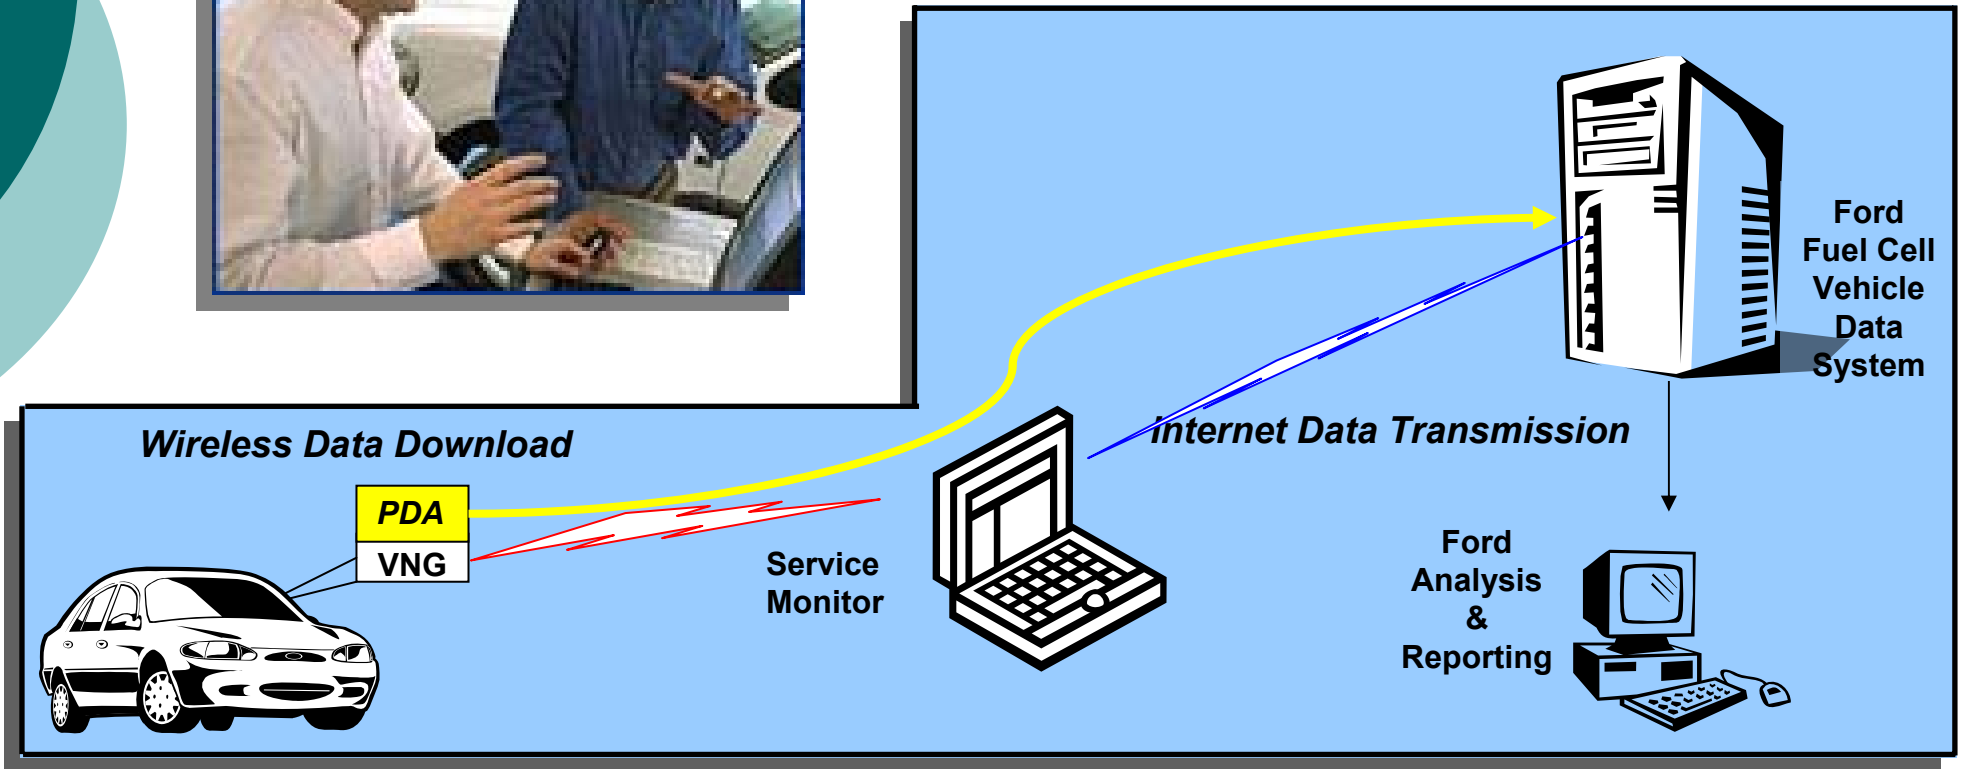 Wireless Data Download
PDA
VNG
Service
Monitor
Internet Data Transmission
Ford
Fuel Cell
Vehicle
Data
System
Ford
Analysis
&
Reporting